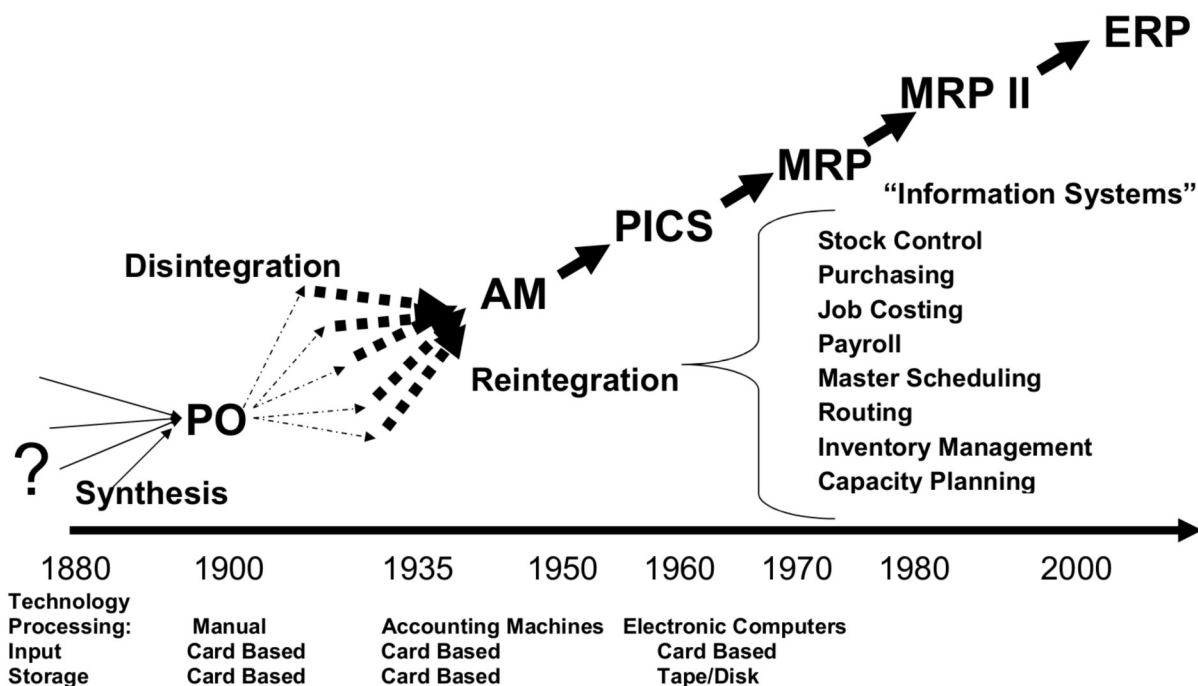 ERP
MRP II
MRP
“Information Systems”
PICS
Stock Control
Purchasing
Job Costing
Payroll
Master Scheduling
Routing
Inventory Management
Capacity Planning
Disintegration
AM
Reintegration
PO
?
Synthesis
1880 1900 1935 1950 1960 1970 1980 2000
Technology
Processing: Manual Accounting Machines Electronic Computers
Input Card Based Card Based Card Based
Storage Card Based Card Based Tape/Disk